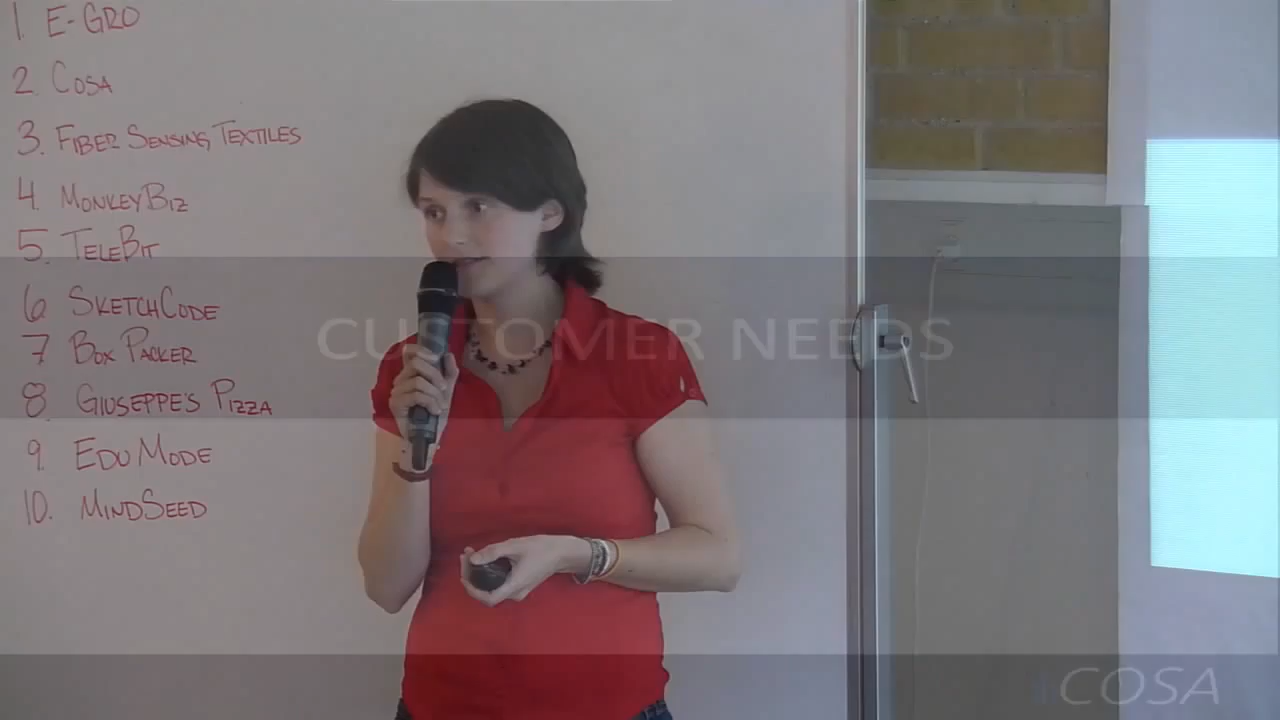 1. E-GRO
2 COSA
3. FIBER SENSING TEXTILES
4. MONKEYBIZ
5. TELEBIT
6 SKETCHCODE
CUSTOMER NEEDS
7 BOX PACKER
8 GIUSEPPE'S PIZZA
9. EDU MODE
10. MINDSEED
COSA